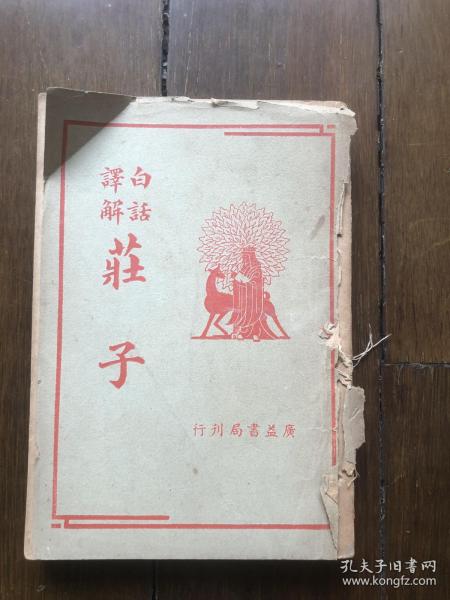 白話
譯解
莊子
廣益書局刊行
孔夫子旧书网
www.kongfz.com